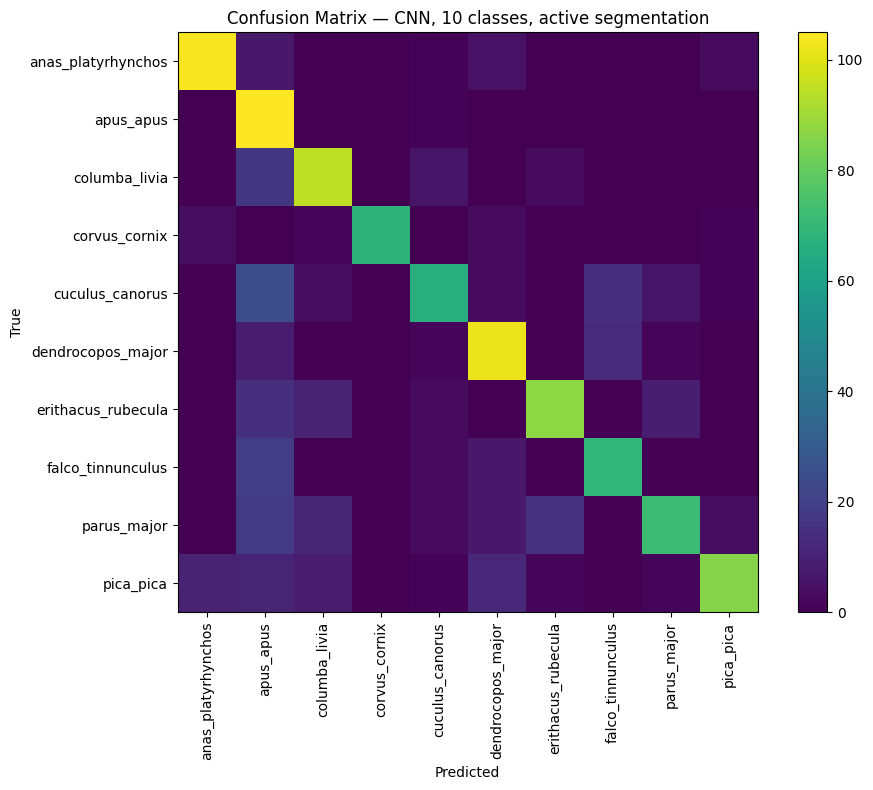 Confusion Matrix — CNN, 10 classes, active segmentation
True
anas_platyrhynchos
apus_apus
columba_livia
corvus_cornix
cuculus_canorus
dendrocopos_major
erithacus_rubecula
falco_tinnunculus
parus_major
pica_pica
anas_platyrhynchos
apus_apus
columba_livia
corvus_cornix
cuculus_canorus
dendrocopos_major
erithacus_rubecula
falco_tinnunculus
parus_major
pica_pica
Predicted
100
80
60
40
20
0